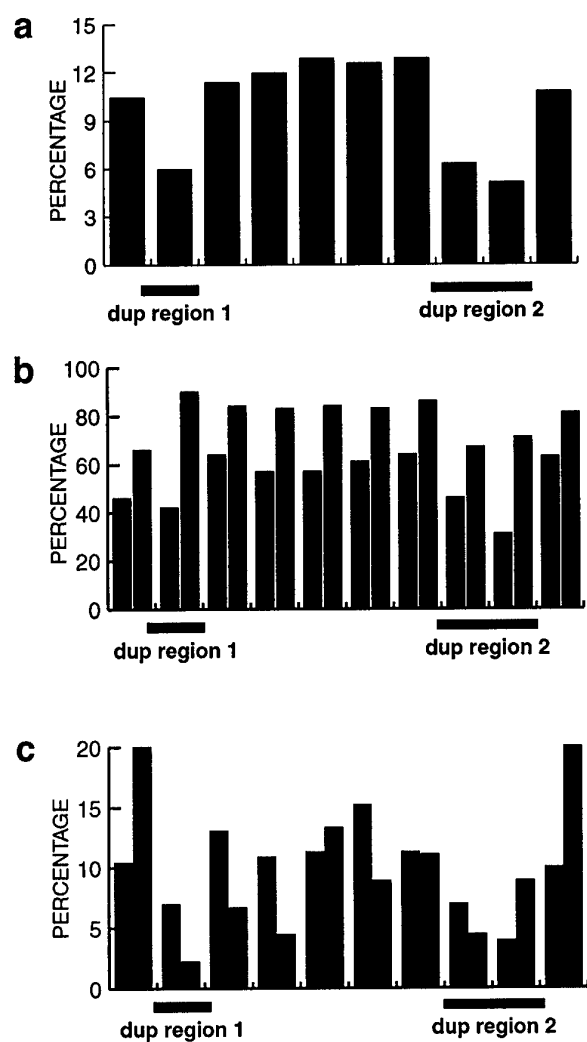 a
15
12
9
6
3
0
PERCENTAGE
dup region 1 dup region 2
b
100
80
60
40
20
0
PERCENTAGE
dup region 1 dup region 2
c
20
15
10
5
0
PERCENTAGE
dup region 1 dup region 2